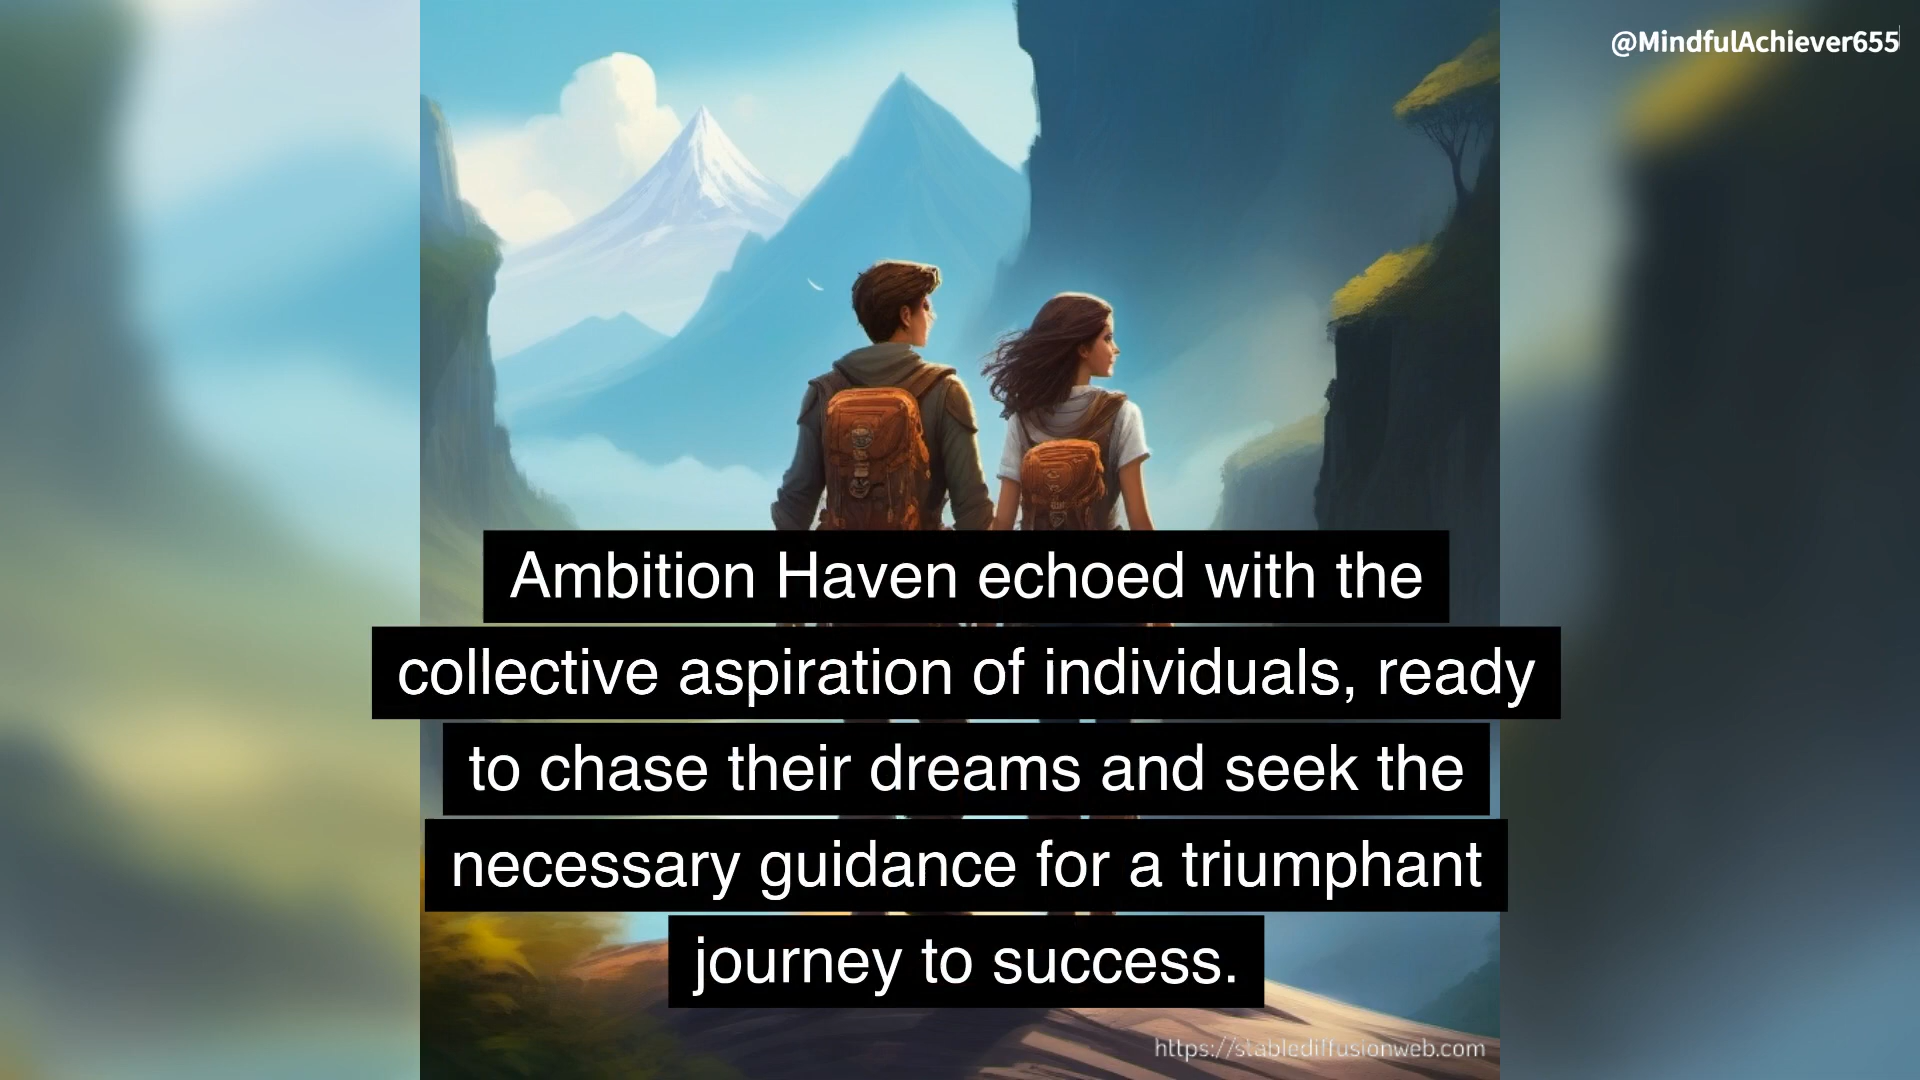 @MindfulAchiever655
Ambition Haven echoed with the
collective aspiration of individuals, ready
to chase their dreams and seek the
necessary guidance for a triumphant
journey to success.
https://stablediffusionweb.com